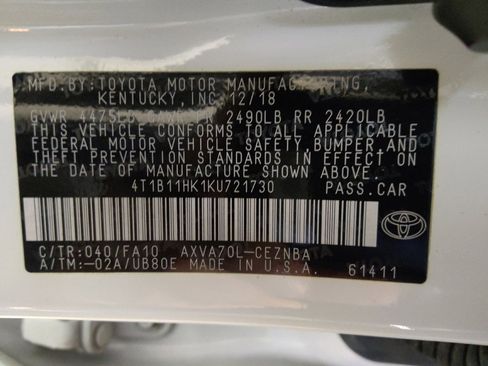 MFD. BY: TOYOTA MOTOR MANUFACTURING,
KENTUCKY, INC. 12/18
GVWR 4475LB GAWR FR 2490LB RR 2420LB
THIS VEHICLE CONFORMS TO ALL APPLICABLE
FEDERAL MOTOR VEHICLE SAFETY, BUMPER, AND
THEFT PREVENTION STANDARDS IN EFFECT ON
THE DATE OF MANUFACTURE SHOWN ABOVE.
4T1B11HK1KU721730 PASS.CAR
C/TR:040/FA10 AXVA70L-CEZNBA
A/TM:-02A/UB80E MADE IN U.S.A. 61411
TOYOTA